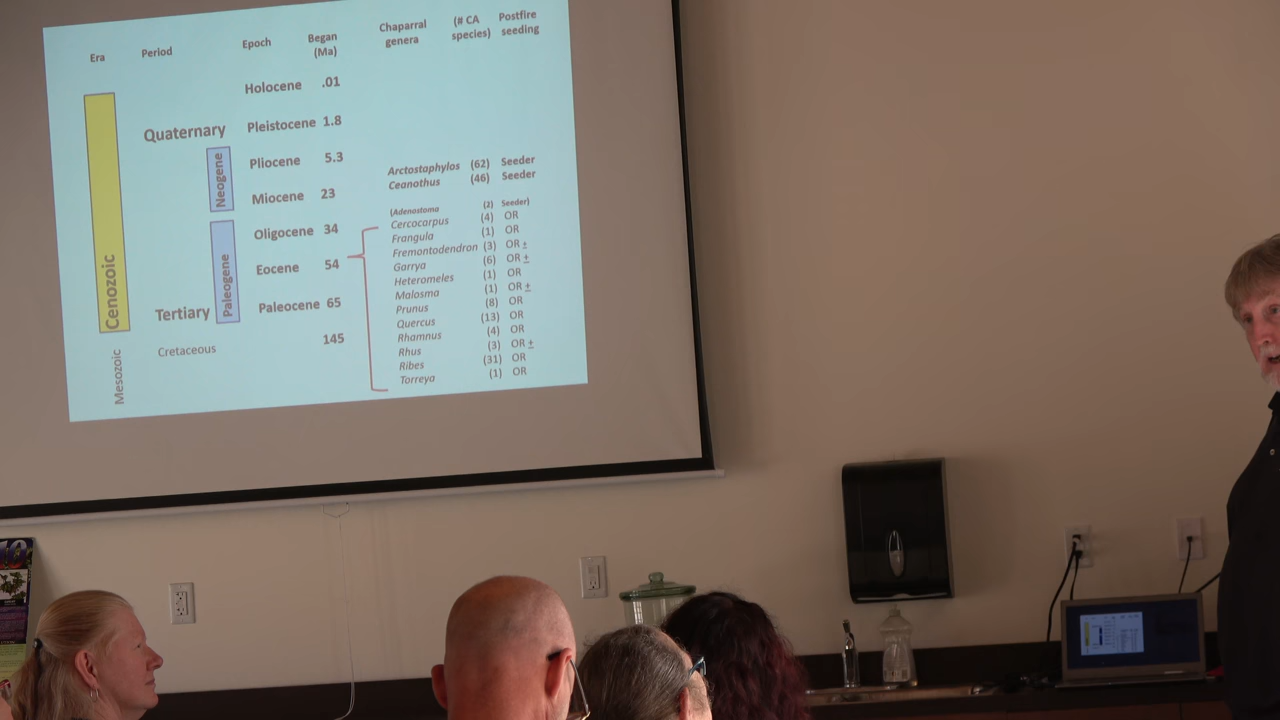 Era Period Epoch Began (Ma) Chaparral genera (# CA species) Postfire seeding
Holocene .01
Quaternary Pleistocene 1.8
Neogene
Pliocene 5.3
Miocene 23
Arctostaphylos (62) Seeder
Ceanothus (46) Seeder
Cenozoic
Paleogene
Oligocene 34
Eocene 54
Tertiary Paleocene 65
Cretaceous 145
Mesozoic
(Adenostoma (2) Seeder)
Cercocarpus (4) OR
Frangula (1) OR
Fremontodendron (3) OR ±
Garrya (6) OR ±
Heteromeles (1) OR
Malosma (1) OR ±
Prunus (8) OR
Quercus (13) OR
Rhamnus (4) OR
Rhus (3) OR ±
Ribes (31) OR
Torreya (1) OR